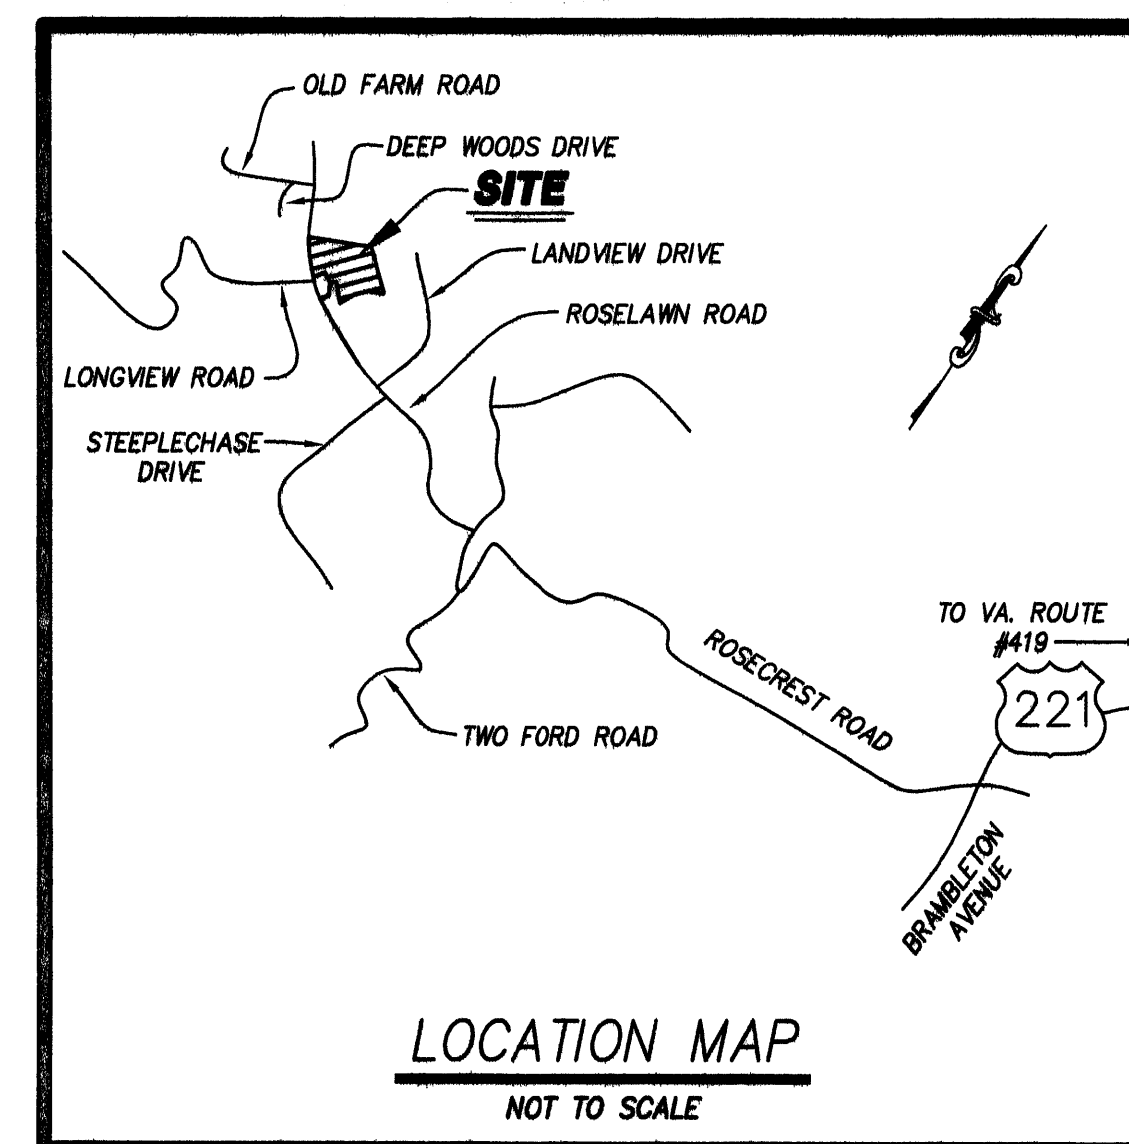 OLD FARM ROAD
DEEP WOODS DRIVE
SITE
LANDVIEW DRIVE
ROSELAWN ROAD
LONGVIEW ROAD
STEEPLECHASE
DRIVE
TO VA. ROUTE
#419
221
ROSECREST ROAD
TWO FORD ROAD
BRAMBLETON
AVENUE
LOCATION MAP
NOT TO SCALE